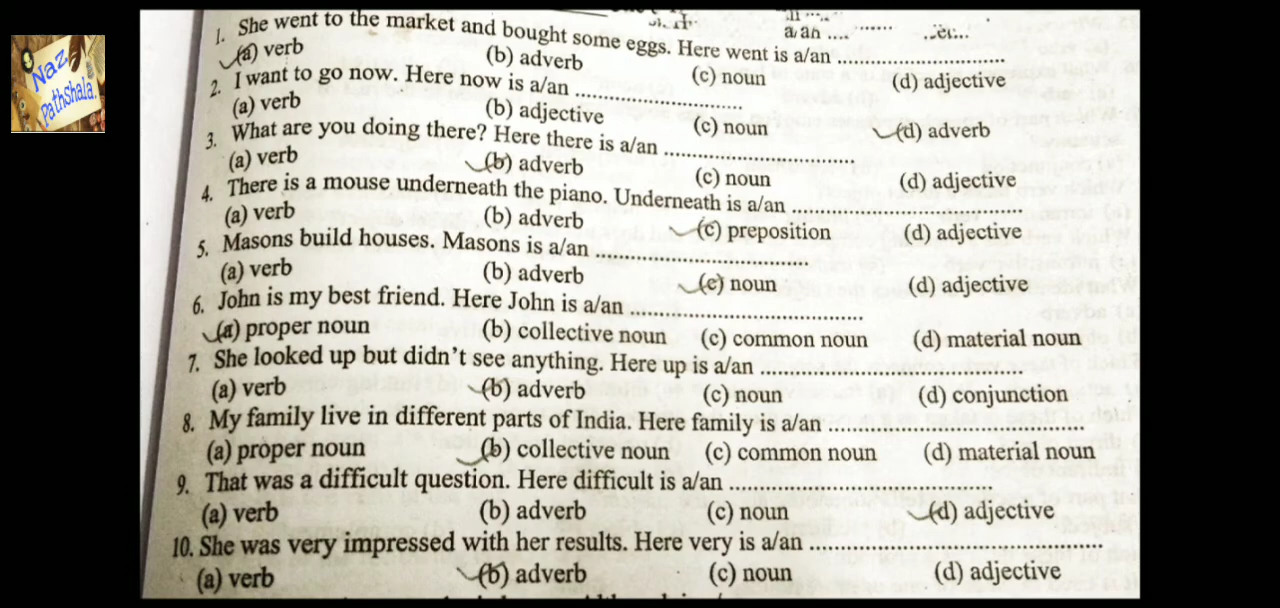 Naz
Pathshala.
a/an
1. She went to the market and bought some eggs. Here went is a/an ..............................
(a) verb (b) adverb (c) noun (d) adjective
2. I want to go now. Here now is a/an ..............................
(a) verb (b) adjective (c) noun (d) adverb
3. What are you doing there? Here there is a/an ..............................
(a) verb (b) adverb (c) noun (d) adjective
4. There is a mouse underneath the piano. Underneath is a/an ..............................
(a) verb (b) adverb (c) preposition (d) adjective
5. Masons build houses. Masons is a/an ..............................
(a) verb (b) adverb (c) noun (d) adjective
6. John is my best friend. Here John is a/an ..............................
(a) proper noun (b) collective noun (c) common noun (d) material noun
7. She looked up but didn't see anything. Here up is a/an ..............................
(a) verb (b) adverb (c) noun (d) conjunction
8. My family live in different parts of India. Here family is a/an ..............................
(a) proper noun (b) collective noun (c) common noun (d) material noun
9. That was a difficult question. Here difficult is a/an ..............................
(a) verb (b) adverb (c) noun (d) adjective
10. She was very impressed with her results. Here very is a/an ..............................
(a) verb (b) adverb (c) noun (d) adjective